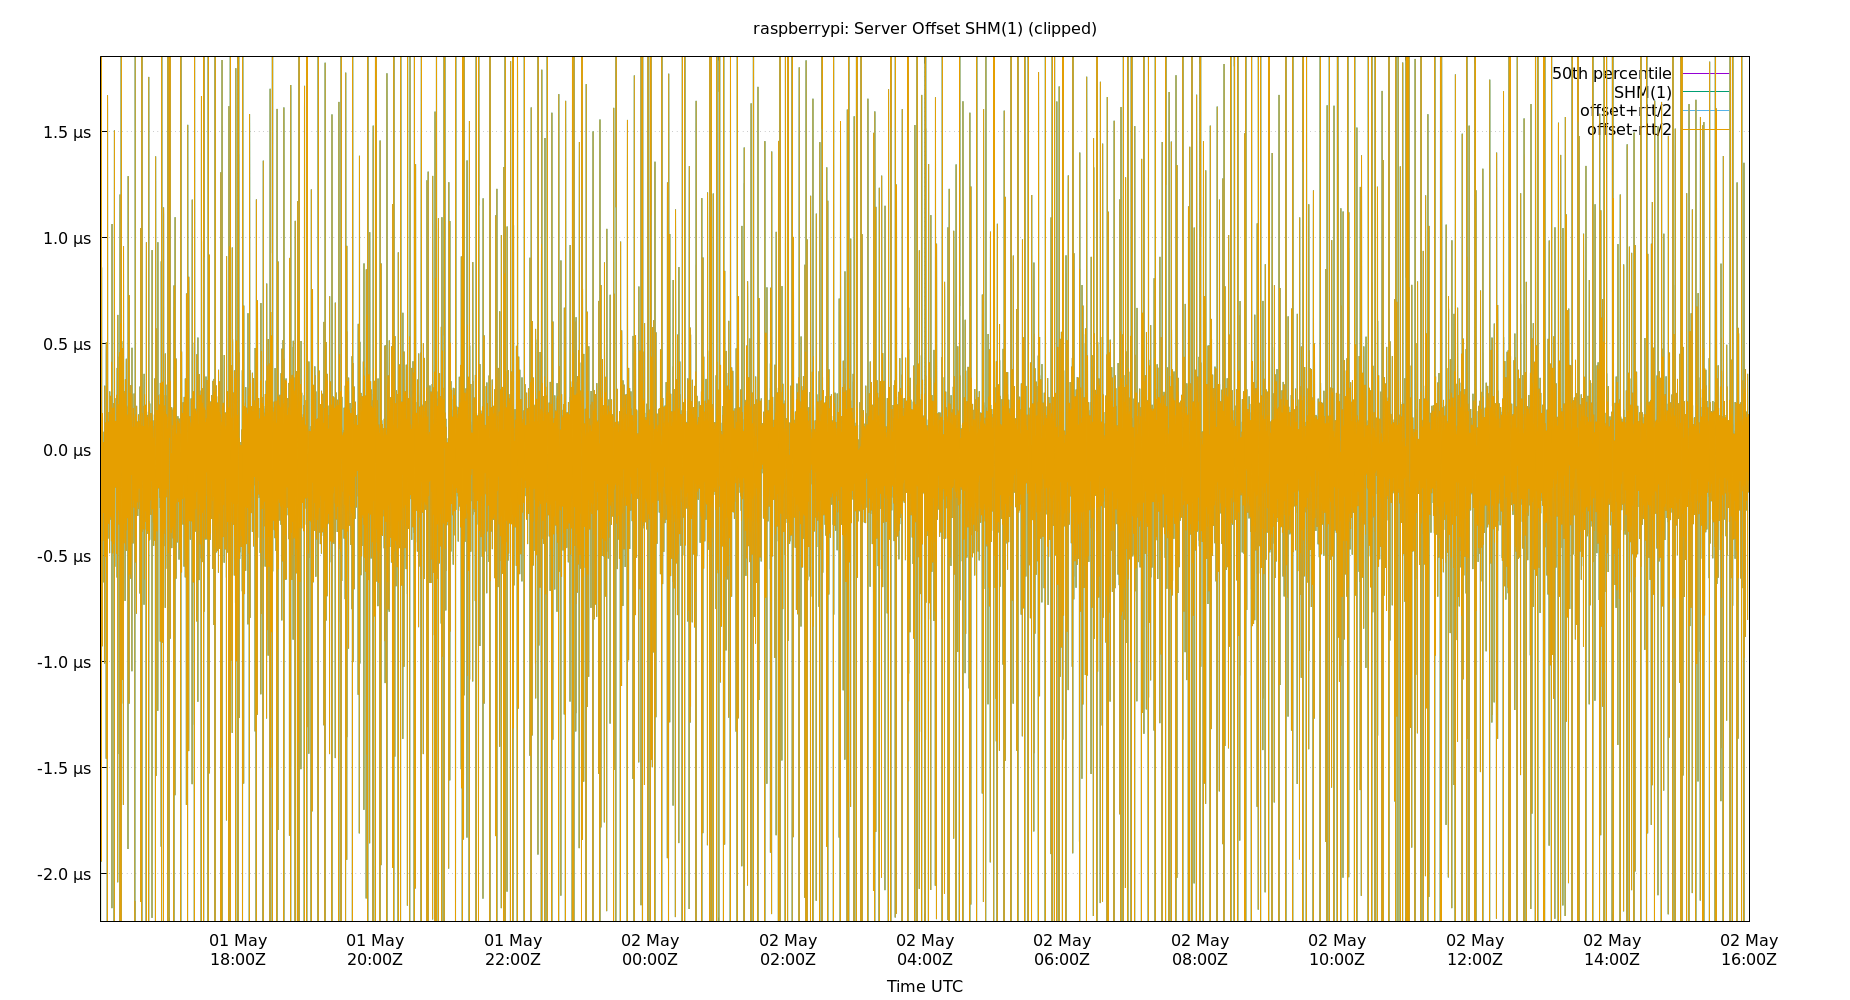 raspberrypi: Server Offset SHM(1) (clipped)
50th percentile
SHM(1)
offset+rtt/2
offset-rtt/2
1.5 µs
1.0 µs
0.5 µs
0.0 µs
-0.5 µs
-1.0 µs
-1.5 µs
-2.0 µs
01 May 01 May 01 May 02 May 02 May 02 May 02 May 02 May 02 May 02 May 02 May 02 May
18:00Z 20:00Z 22:00Z 00:00Z 02:00Z 04:00Z 06:00Z 08:00Z 10:00Z 12:00Z 14:00Z 16:00Z
Time UTC